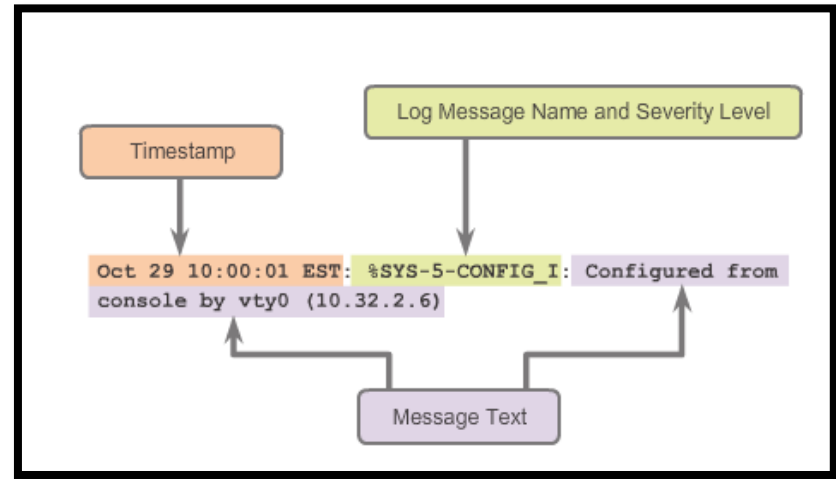 Log Message Name and Severity Level
Timestamp
Oct 29 10:00:01 EST: %SYS-5-CONFIG_I: Configured from
console by vty0 (10.32.2.6)
Message Text